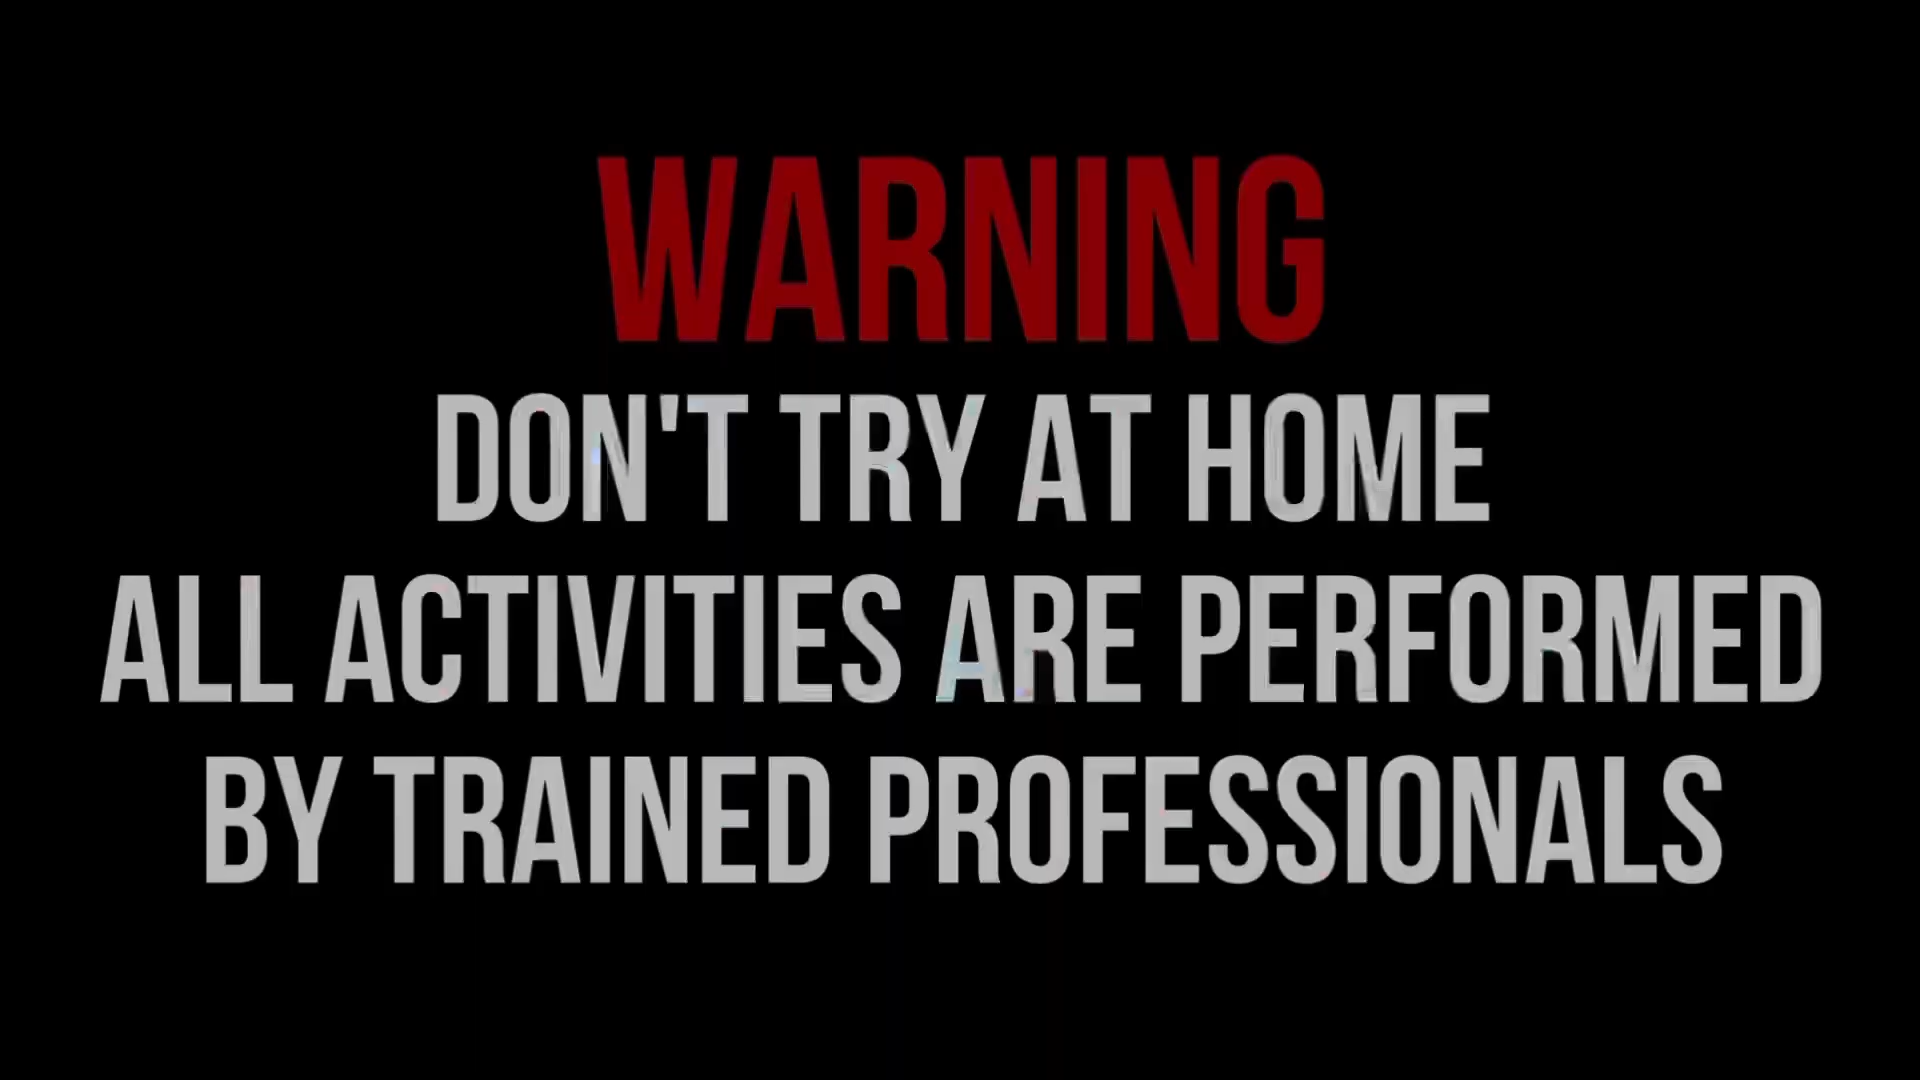 WARNING
DON'T TRY AT HOME
ALL ACTIVITIES ARE PERFORMED
BY TRAINED PROFESSIONALS